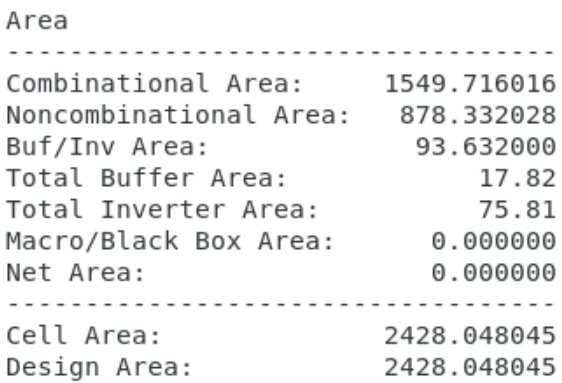 Area
-----------------------------------
Combinational Area: 1549.716016
Noncombinational Area: 878.332028
Buf/Inv Area: 93.632000
Total Buffer Area: 17.82
Total Inverter Area: 75.81
Macro/Black Box Area: 0.000000
Net Area: 0.000000
-----------------------------------
Cell Area: 2428.048045
Design Area: 2428.048045